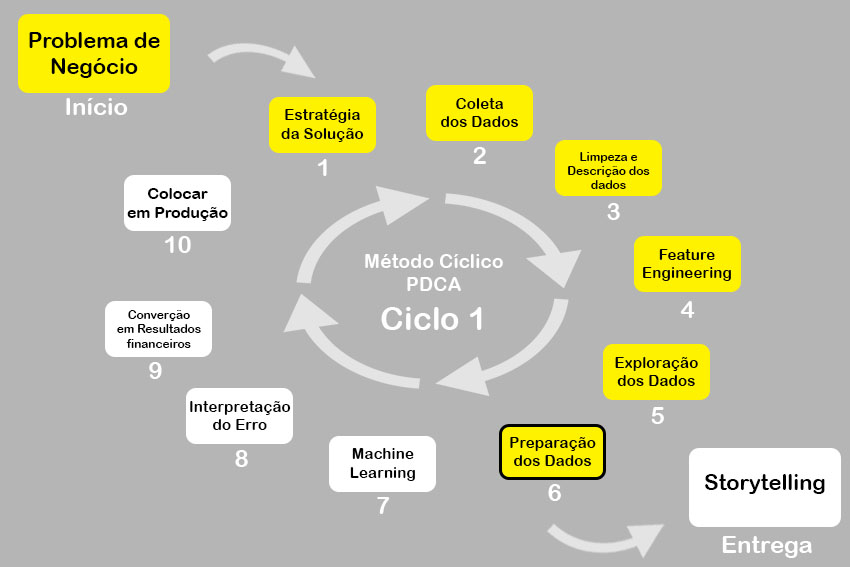 Problema de
Negócio
Início
Estratégia
da Solução
1
Coleta
dos Dados
2
Limpeza e
Descrição dos
dados
3
Feature
Engineering
4
Exploração
dos Dados
5
Preparação
dos Dados
6
Machine
Learning
7
Interpretação
do Erro
8
Converção
em Resultados
financeiros
9
Colocar
em Produção
10
Método Cíclico
PDCA
Ciclo 1
Storytelling
Entrega